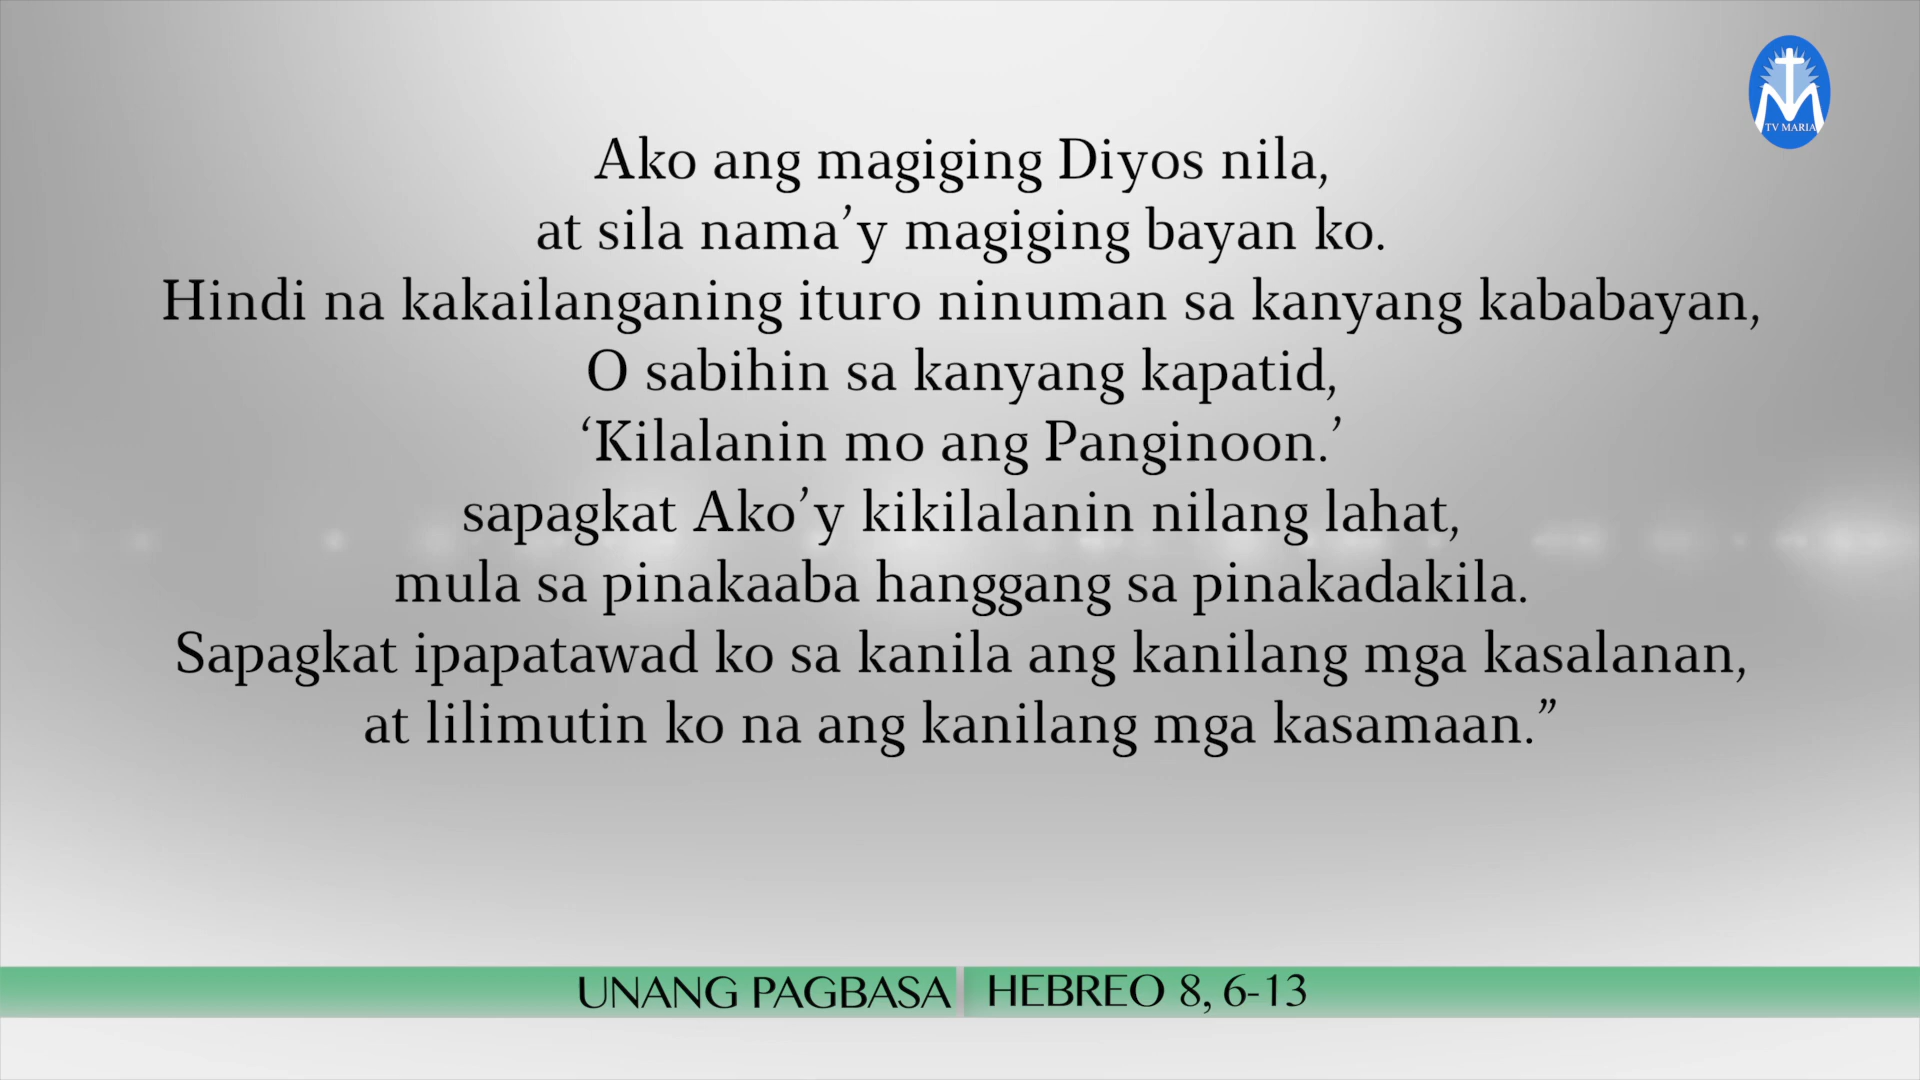 TV MARIA
Ako ang magiging Diyos nila,
at sila nama’y magiging bayan ko.
Hindi na kakailanganing ituro ninuman sa kanyang kababayan,
O sabihin sa kanyang kapatid,
‘Kilalanin mo ang Panginoon.’
sapagkat Ako’y kikilalanin nilang lahat,
mula sa pinakaaba hanggang sa pinakadakila.
Sapagkat ipapatawad ko sa kanila ang kanilang mga kasalanan,
at lilimutin ko na ang kanilang mga kasamaan.”
UNANG PAGBASA HEBREO 8, 6-13